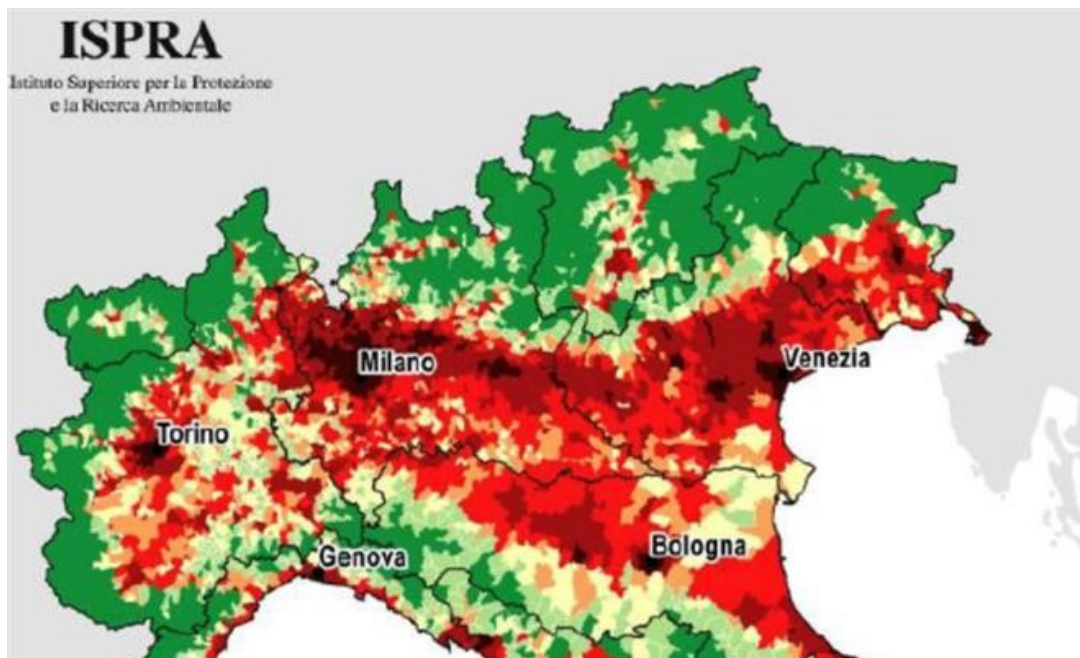 ISPRA
Istituto Superiore per la Protezione
e la Ricerca Ambientale
Milano
Venezia
Torino
Genova
Bologna